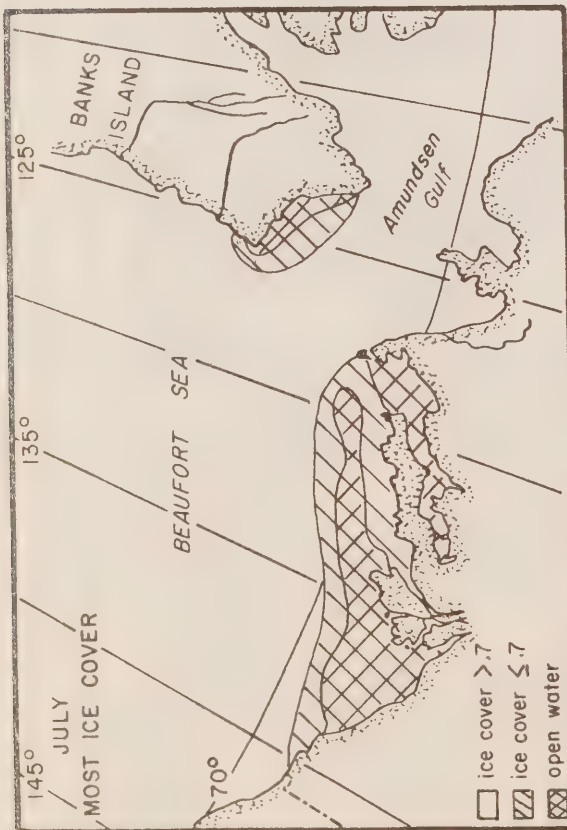 145°
135°
125°
JULY
MOST ICE COVER
BEAUFORT SEA
BANKS
ISLAND
Amundsen
Gulf
70°
ice cover >.7
ice cover ≤.7
open water